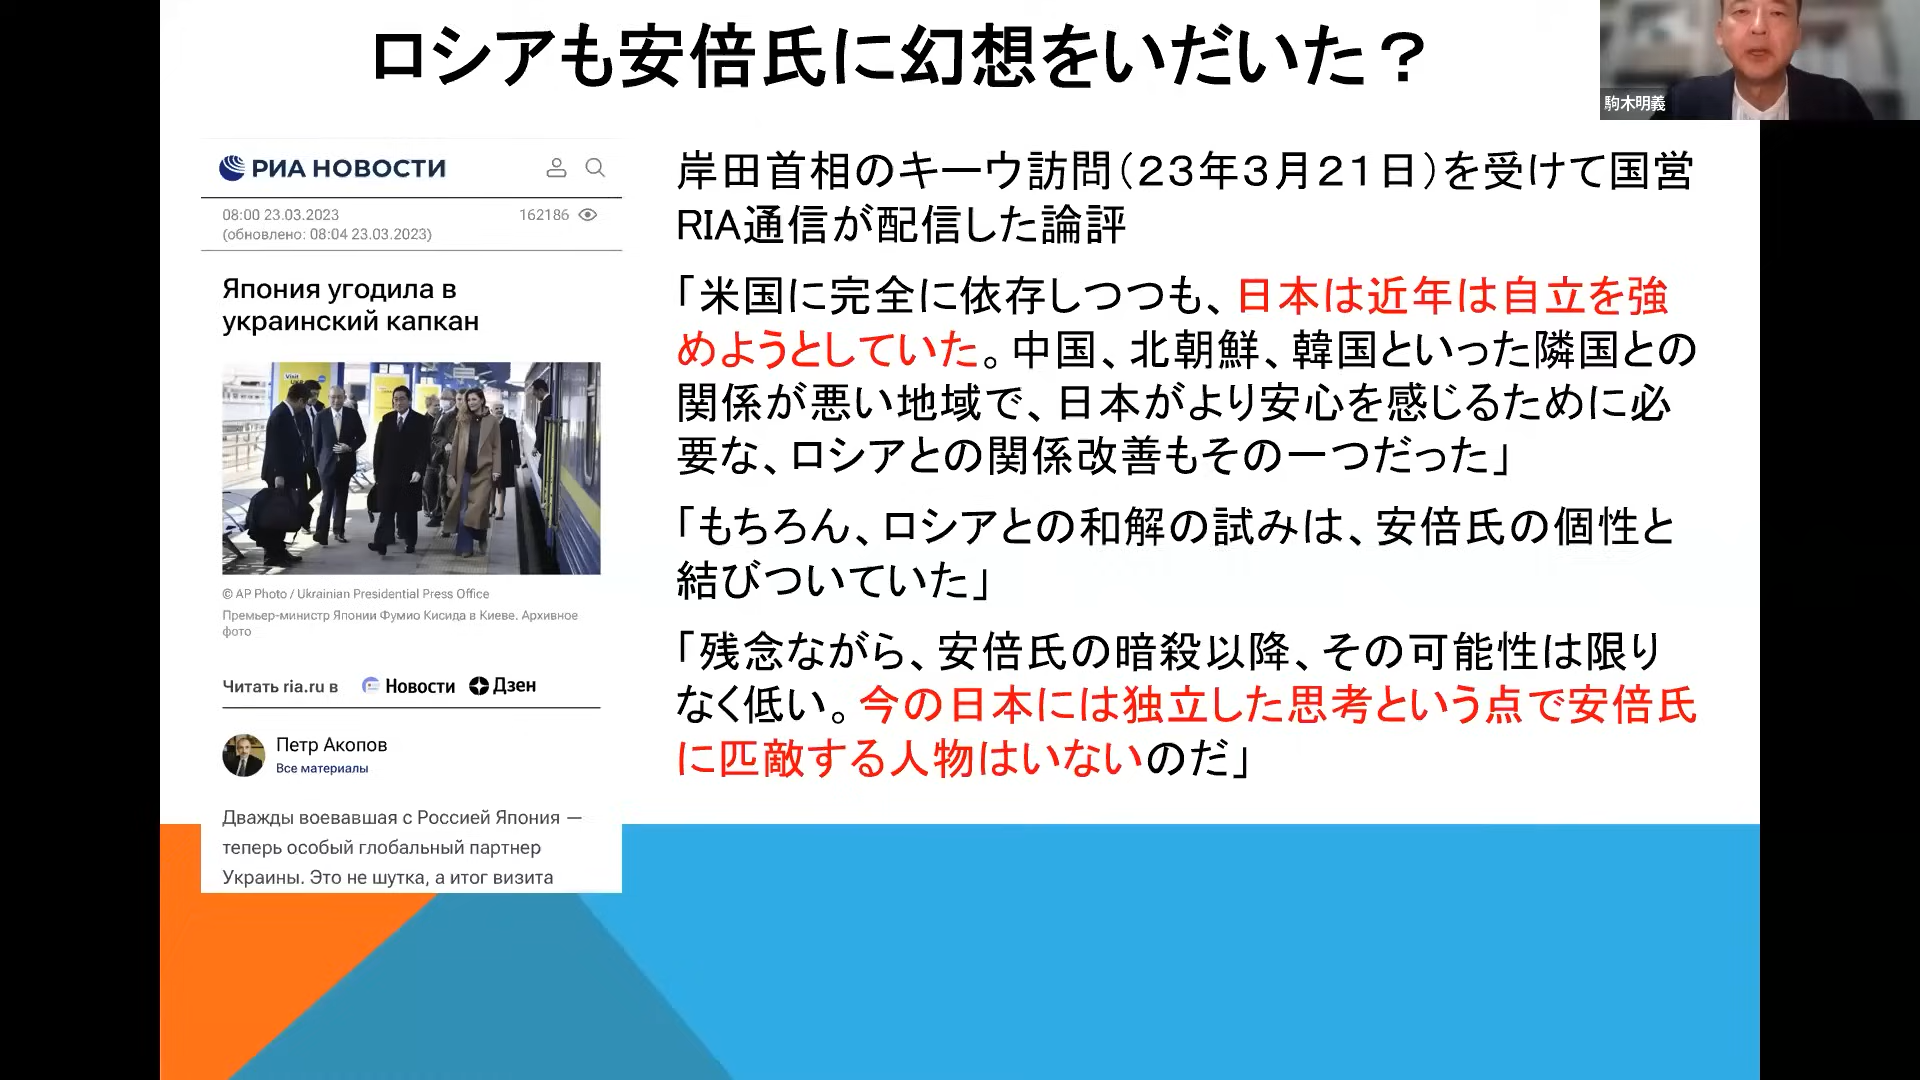 ロシアも安倍氏に幻想をいだいた？
駒木明義
РИА НОВОСТИ
08:00 23.03.2023
162186
(обновлено: 08:04 23.03.2023)
Япония угодила в
украинский капкан
© AP Photo / Ukrainian Presidential Press Office
Премьер-министр Японии Фумио Кисида в Киеве. Архивное
фото
Читать ria.ru в Новости Дзен
Петр Акопов
Все материалы
Дважды воевавшая с Россией Япония —
теперь особый глобальный партнер
Украины. Это не шутка, а итог визита
岸田首相のキーウ訪問（２３年３月２１日）を受けて国営
RIA通信が配信した論評
「米国に完全に依存しつつも、日本は近年は自立を強
めようとしていた。中国、北朝鮮、韓国といった隣国との
関係が悪い地域で、日本がより安心を感じるために必
要な、ロシアとの関係改善もその一つだった」
「もちろん、ロシアとの和解の試みは、安倍氏の個性と
結びついていた」
「残念ながら、安倍氏の暗殺以降、その可能性は限り
なく低い。今の日本には独立した思考という点で安倍氏
に匹敵する人物はいないのだ」